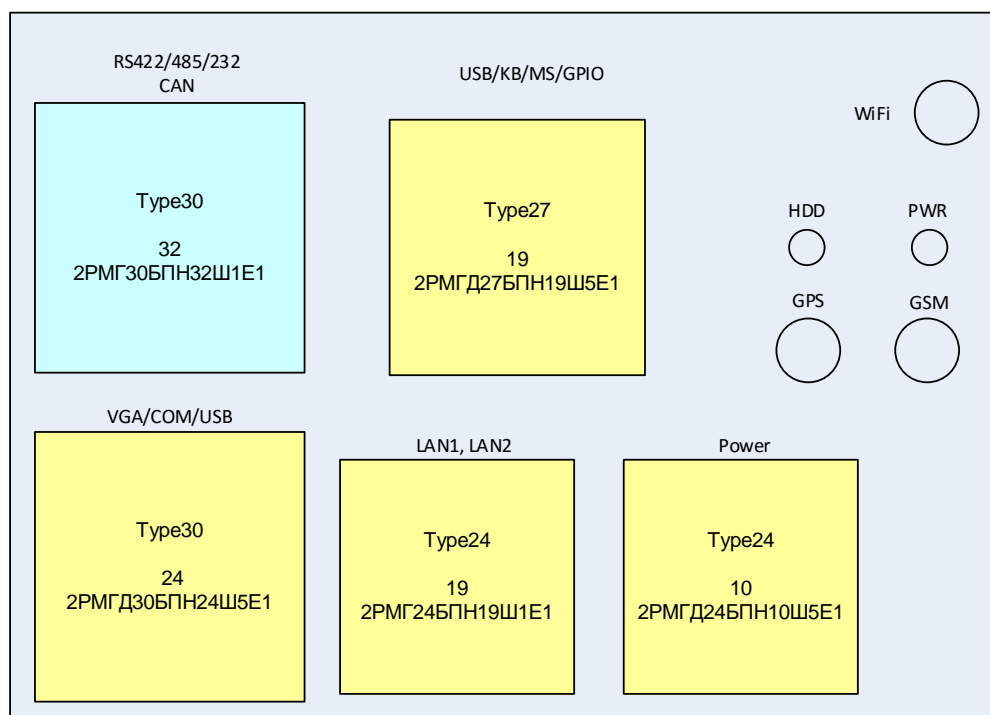 RS422/485/232
CAN
Type30
32
2РМГ30БПН32Ш1Е1
USB/KB/MS/GPIO
Type27
19
2РМГД27БПН19Ш5Е1
WiFi
HDD
PWR
GPS
GSM
VGA/COM/USB
Type30
24
2РМГД30БПН24Ш5Е1
LAN1, LAN2
Type24
19
2РМГ24БПН19Ш1Е1
Power
Type24
10
2РМГД24БПН10Ш5Е1